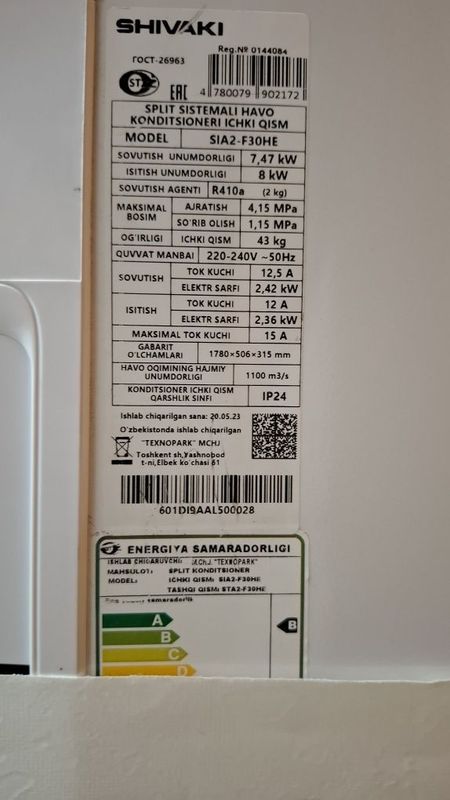 SHIVAKI
Reg.№ 0144084
ГОСТ-26963
EAC
4 780079 902172
SPLIT SISTEMALI HAVO
KONDITSIONERI ICHKI QISM
MODEL SIA2-F30HE
SOVUTISH UNUMDORLIGI 7,47 kW
ISITISH UNUMDORLIGI 8 kW
SOVUTISH AGENTI R410a (2 kg)
MAKSIMAL BOSIM AJRATISH 4,15 MPa
SO'RIB OLISH 1,15 MPa
OG'IRLIGI ICHKI QISM 43 kg
QUVVAT MANBAI 220-240V ~50Hz
SOVUTISH TOK KUCHI 12,5 A
ELEKTR SARFI 2,42 kW
ISITISH TOK KUCHI 12 A
ELEKTR SARFI 2,36 kW
MAKSIMAL TOK KUCHI 15 A
GABARIT
O'LCHAMLARI 1780×506×315 mm
HAVO OQIMINING HAJMIY
UNUMDORLIGI 1100 m3/s
KONDITSIONER ICHKI QISM
QARSHLIK SINFI IP24
Ishlab chiqarilgan sana: 20.05.23
O'zbekistonda ishlab chiqarilgan
"TEXNOPARK" MCHJ
Toshkent sh,Yashnobod
t-ni,Elbek ko'chasi 61
601DI9AAL500028
ENERGIYA SAMARADORLIGI
ISHLAB CHIQARUVCHI: MCHJ "TEXNOPARK"
MAHSULOT: SPLIT KONDITSIONER
MODEL: ICHKI QISM: SIA2-F30HE
TASHQI QISM: STA2-F30HE
samaradorlik
A
B
B
C
D